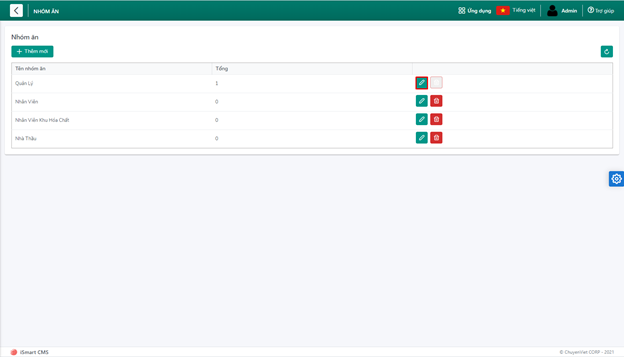 NHÓM ĂN
Ứng dụng
Tiếng việt
Admin
Trợ giúp
Nhóm ăn
+ Thêm mới
Tên nhóm ăn
Tổng
Quản Lý
1
Nhân Viên
0
Nhân Viên Khu Hóa Chất
0
Nhà Thầu
0
iSmart CMS
© ChuyenViet CORP - 2021